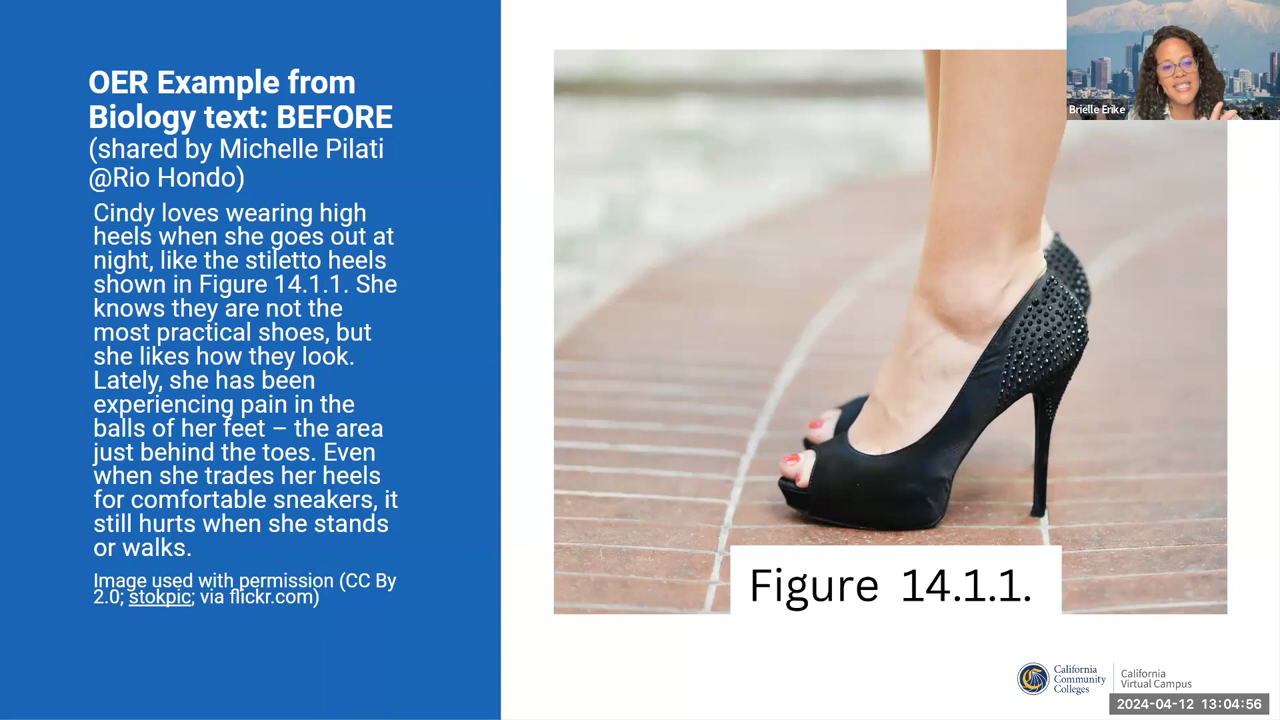 OER Example from
Biology text: BEFORE
(shared by Michelle Pilati
@Rio Hondo)
Cindy loves wearing high
heels when she goes out at
night, like the stiletto heels
shown in Figure 14.1.1. She
knows they are not the
most practical shoes, but
she likes how they look.
Lately, she has been
experiencing pain in the
balls of her feet – the area
just behind the toes. Even
when she trades her heels
for comfortable sneakers, it
still hurts when she stands
or walks.
Image used with permission (CC By
2.0; stokpic; via flickr.com)
Brielle Erike
Figure 14.1.1.
California
Community
Colleges
California
Virtual Campus
2024-04-12 13:04:56